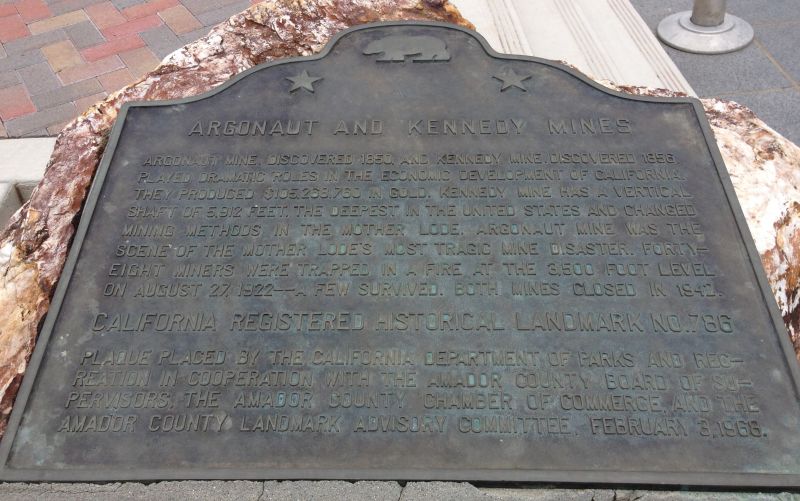 ARGONAUT AND KENNEDY MINES
ARGONAUT MINE, DISCOVERED 1850, AND KENNEDY MINE, DISCOVERED 1856,
PLAYED DRAMATIC ROLES IN THE ECONOMIC DEVELOPMENT OF CALIFORNIA.
THEY PRODUCED $105,268,760 IN GOLD. KENNEDY MINE HAS A VERTICAL
SHAFT OF 5,912 FEET, THE DEEPEST IN THE UNITED STATES AND CHANGED
MINING METHODS IN THE MOTHER LODE. ARGONAUT MINE WAS THE
SCENE OF THE MOTHER LODE'S MOST TRAGIC MINE DISASTER. FORTY-
EIGHT MINERS WERE TRAPPED IN A FIRE AT THE 3,500 FOOT LEVEL
ON AUGUST 27, 1922--A FEW SURVIVED. BOTH MINES CLOSED IN 1942.
CALIFORNIA REGISTERED HISTORICAL LANDMARK NO. 786
PLAQUE PLACED BY THE CALIFORNIA DEPARTMENT OF PARKS AND REC-
REATION IN COOPERATION WITH THE AMADOR COUNTY BOARD OF SU-
PERVISORS, THE AMADOR COUNTY CHAMBER OF COMMERCE, AND THE
AMADOR COUNTY LANDMARK ADVISORY COMMITTEE, FEBRUARY 3, 1968.